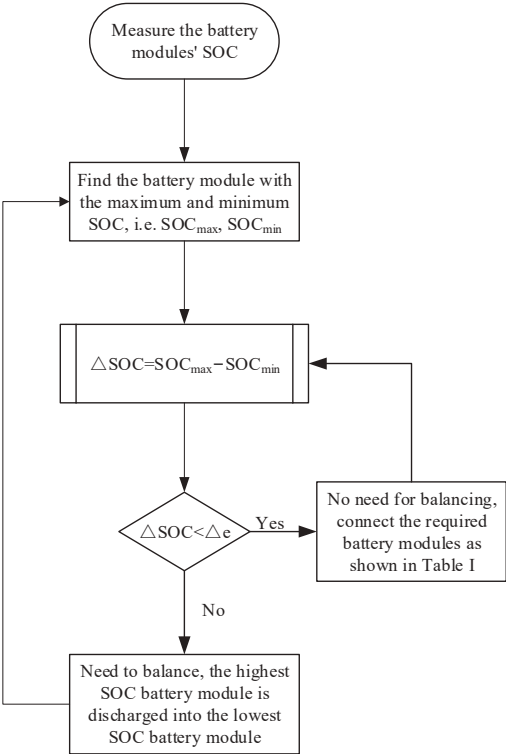 Measure the battery
modules' SOC
Find the battery module with
the maximum and minimum
SOC, i.e. SOCmax, SOCmin
△SOC=SOCmax−SOCmin
△SOC<△e
Yes
No need for balancing,
connect the required
battery modules as
shown in Table I
No
Need to balance, the highest
SOC battery module is
discharged into the lowest
SOC battery module